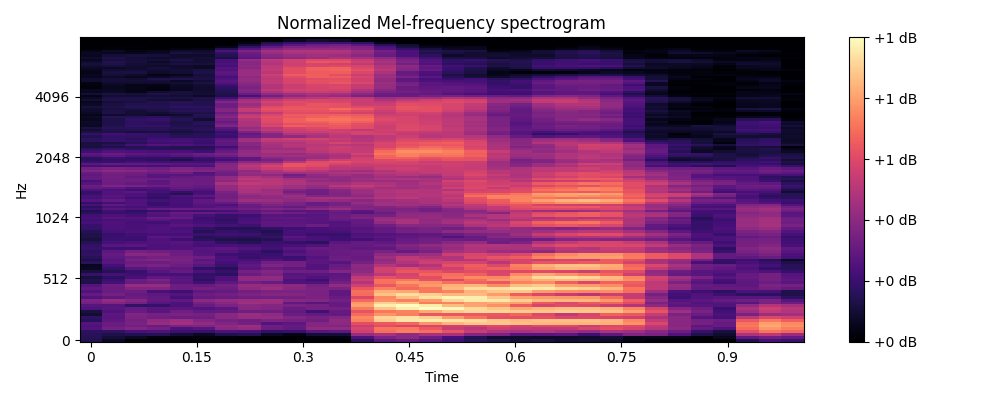 Normalized Mel-frequency spectrogram
Hz
4096
2048
1024
512
0
0
0.15
0.3
0.45
0.6
0.75
0.9
Time
+1 dB
+1 dB
+1 dB
+0 dB
+0 dB
+0 dB